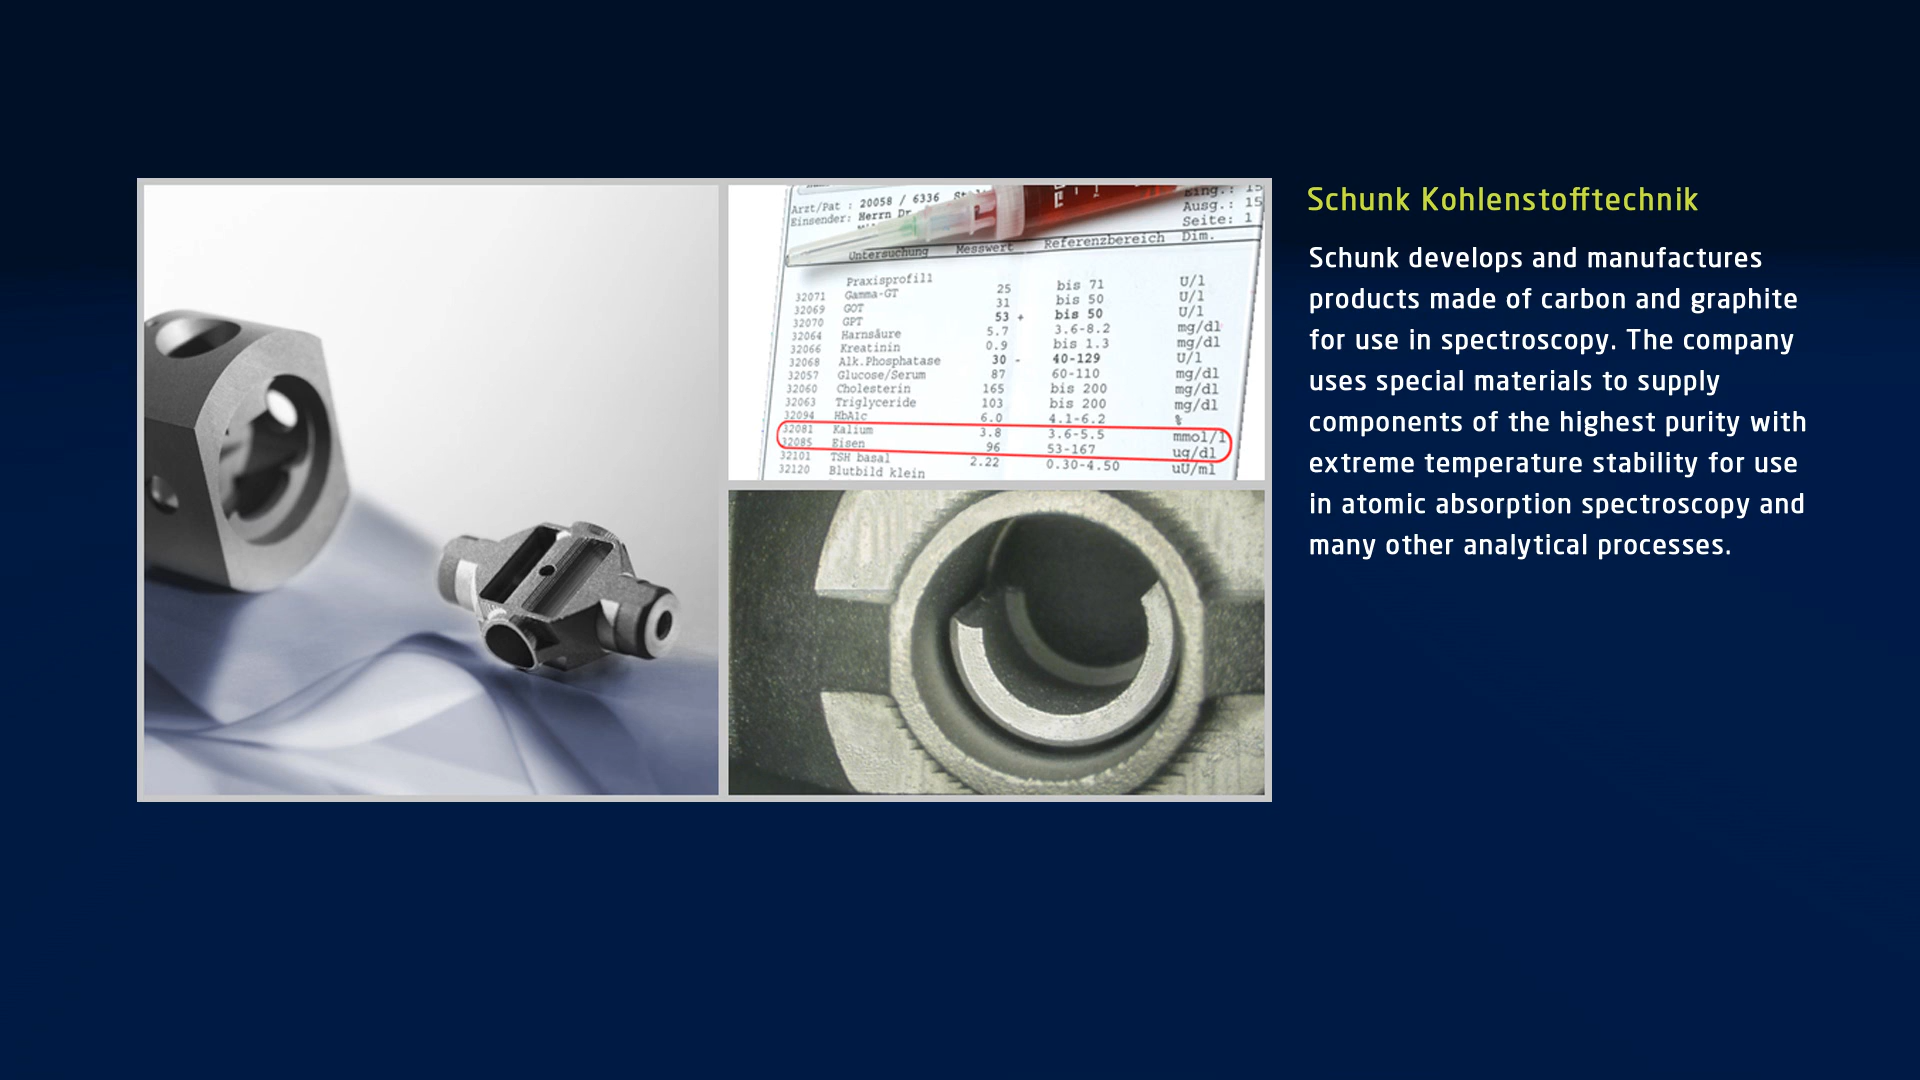 Arzt/Pat : 20058 / 6336
Einsender: Herrn Dr
Eing.: 15
Ausg.: 15
Seite: 1
Untersuchung Messwert Referenzbereich Dim.
Praxisprofil1
32071 Gamma-GT 25 bis 71 U/l
32069 GOT 31 bis 50 U/l
32070 GPT 53 + bis 50 U/l
32064 Harnsäure 5.7 3.6-8.2 mg/dl
32066 Kreatinin 0.9 bis 1.3 mg/dl
32068 Alk.Phosphatase 30 - 40-129 U/l
32057 Glucose/Serum 87 60-110 mg/dl
32060 Cholesterin 165 bis 200 mg/dl
32063 Triglyceride 103 bis 200 mg/dl
32094 HbA1c 6.0 4.1-6.2 %
32081 Kalium 3.8 3.6-5.5 mmol/l
32085 Eisen 96 53-167 ug/dl
32101 TSH basal 2.22 0.30-4.50 uU/ml
32120 Blutbild klein
Schunk Kohlenstofftechnik
Schunk develops and manufactures
products made of carbon and graphite
for use in spectroscopy. The company
uses special materials to supply
components of the highest purity with
extreme temperature stability for use
in atomic absorption spectroscopy and
many other analytical processes.